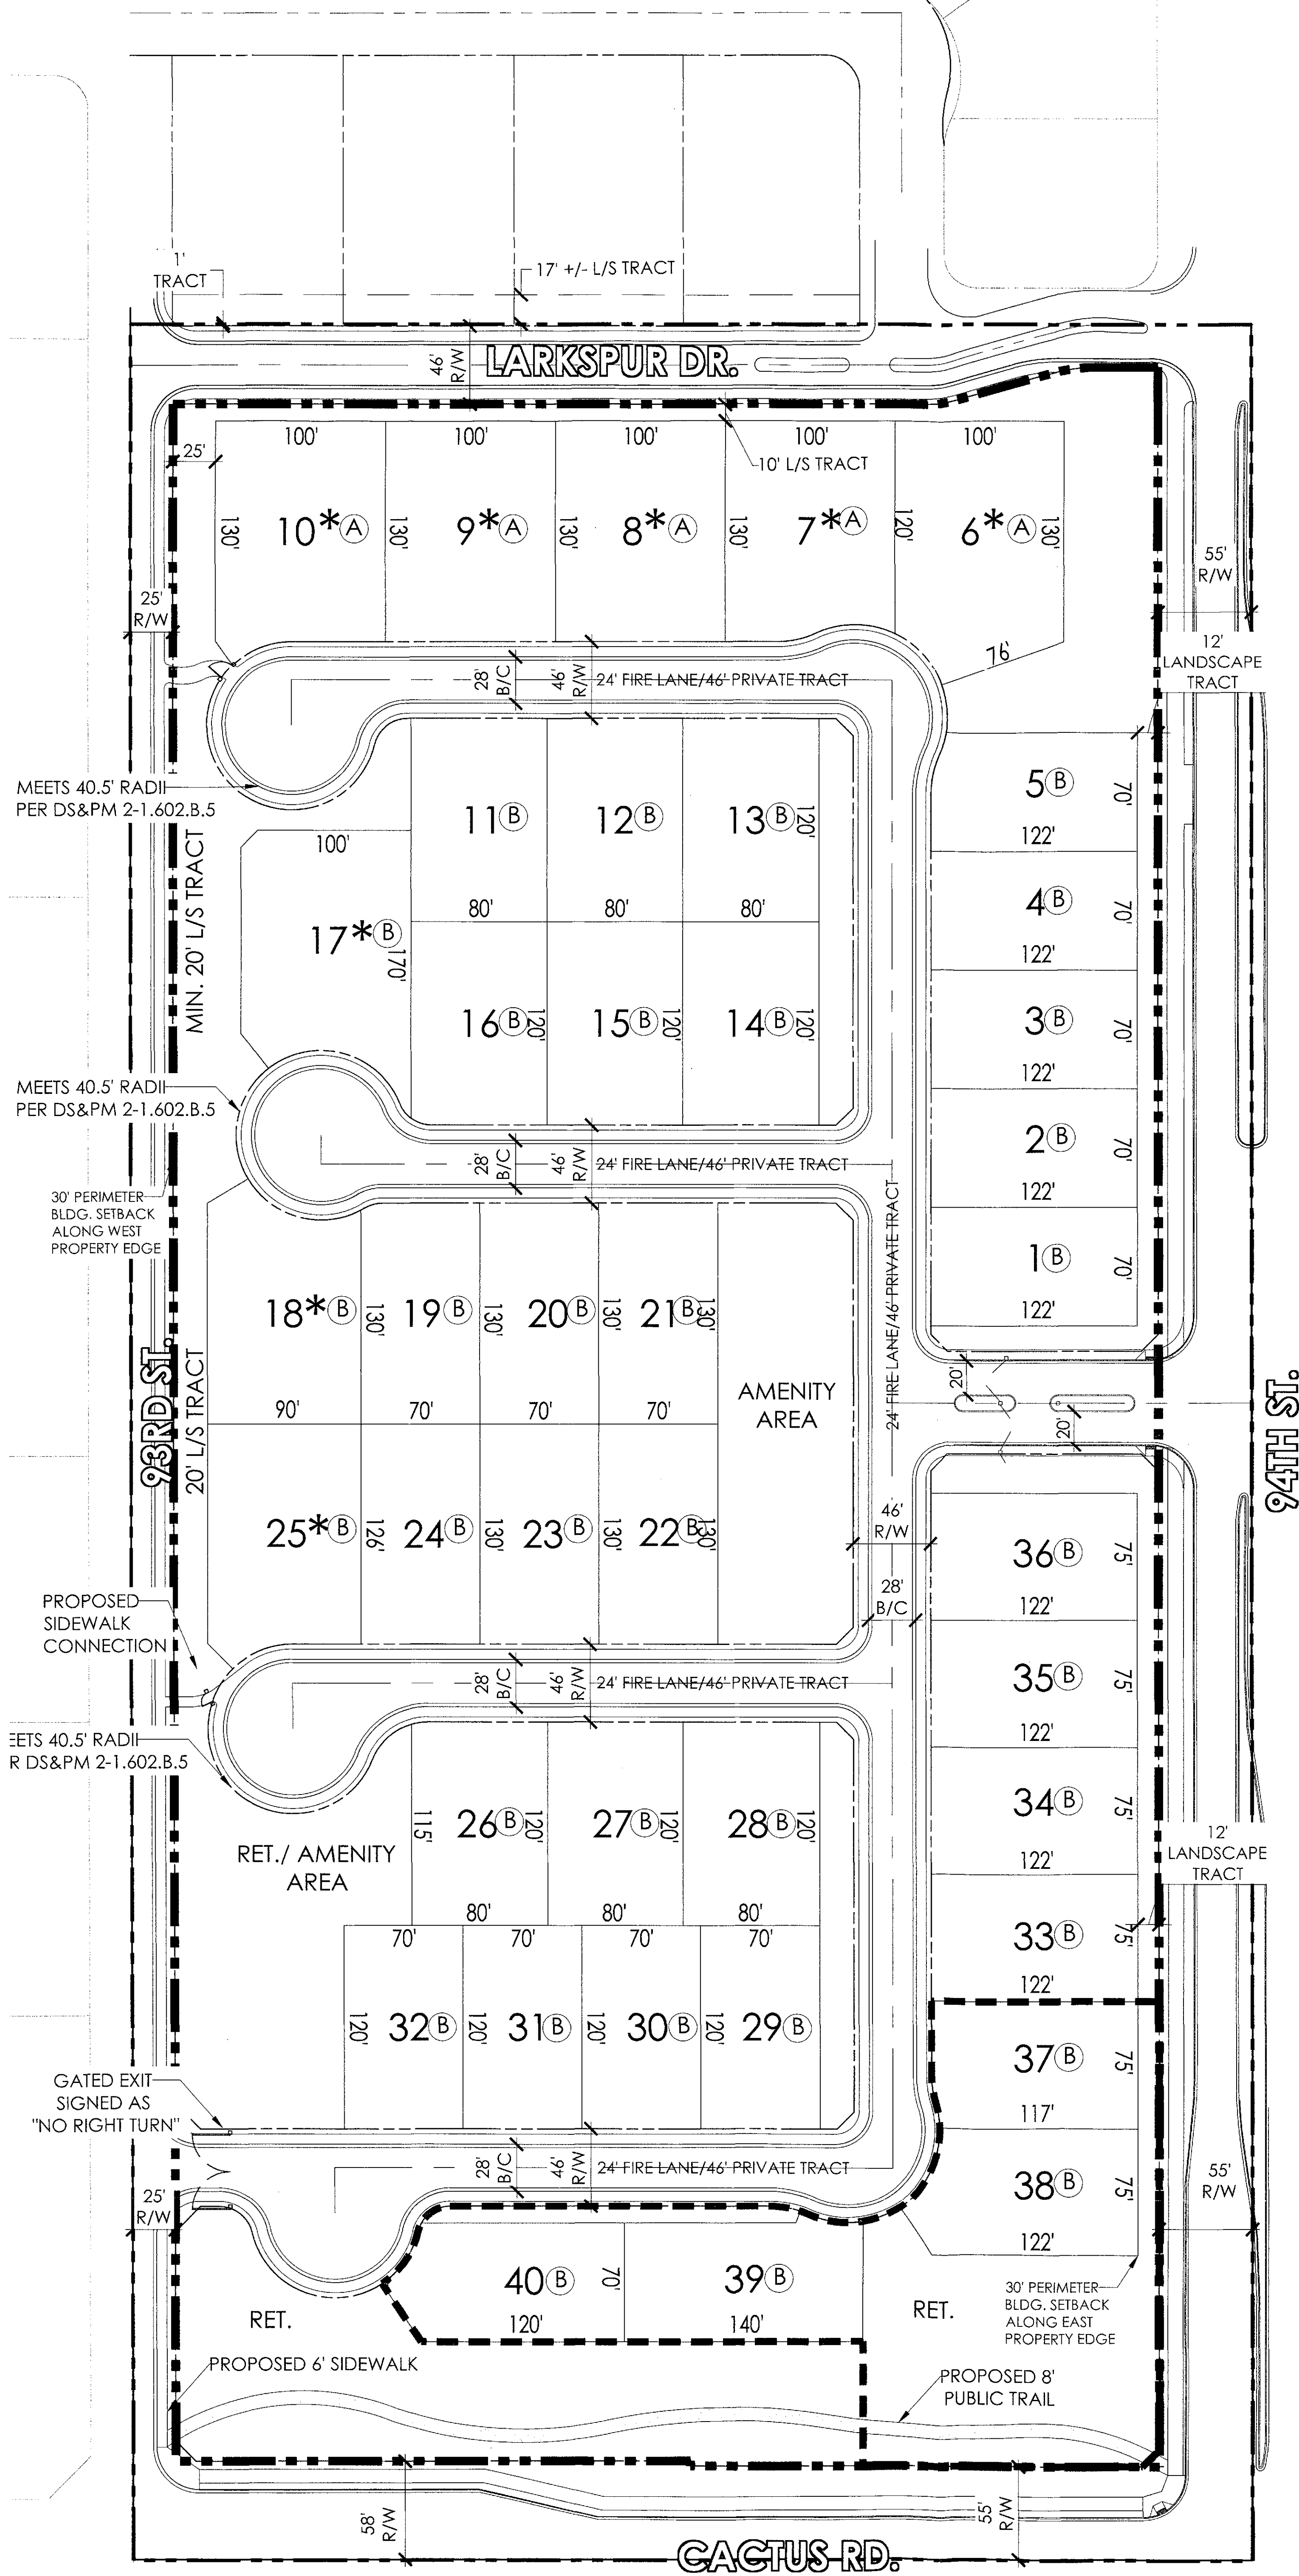 1'
TRACT
17' +/- L/S TRACT
46'
R/W
LARKSPUR DR.
25'
100'
100'
100'
100'
100'
10' L/S TRACT
130'
10*A
130'
9*A
130'
8*A
130'
7*A
120'
6*A
130'
55'
R/W
25'
R/W
12'
LANDSCAPE
TRACT
76'
28'
B/C
46'
R/W
24' FIRE LANE/46' PRIVATE TRACT
MEETS 40.5' RADII
PER DS&PM 2-1.602.B.5
MIN. 20' L/S TRACT
5B
70'
122'
11B
12B
13B
120'
100'
4B
70'
122'
80'
80'
80'
17*B
170'
16B
120'
15B
120'
14B
120'
3B
70'
122'
MEETS 40.5' RADII
PER DS&PM 2-1.602.B.5
2B
70'
122'
28'
B/C
46'
R/W
24' FIRE LANE/46' PRIVATE TRACT
30' PERIMETER
BLDG. SETBACK
ALONG WEST
PROPERTY EDGE
24' FIRE LANE/46' PRIVATE TRACT
1B
70'
122'
18*B
130'
19B
130'
20B
130'
21B
130'
93RD ST.
20' L/S TRACT
AMENITY
AREA
20'
20'
94TH ST.
90'
70'
70'
70'
25*B
126'
24B
130'
23B
130'
22B
130'
46'
R/W
28'
B/C
36B
75'
122'
PROPOSED
SIDEWALK
CONNECTION
28'
B/C
46'
R/W
24' FIRE LANE/46' PRIVATE TRACT
35B
75'
122'
EETS 40.5' RADII
R DS&PM 2-1.602.B.5
34B
75'
122'
12'
LANDSCAPE
TRACT
115'
26B
120'
27B
120'
28B
120'
RET./ AMENITY
AREA
80'
80'
80'
70'
70'
70'
70'
33B
75'
122'
120'
32B
120'
31B
120'
30B
120'
29B
37B
75'
117'
GATED EXIT
SIGNED AS
"NO RIGHT TURN"
28'
B/C
46'
R/W
24' FIRE LANE/46' PRIVATE TRACT
38B
75'
122'
55'
R/W
25'
R/W
40B
70'
120'
39B
140'
RET.
RET.
30' PERIMETER
BLDG. SETBACK
ALONG EAST
PROPERTY EDGE
PROPOSED 6' SIDEWALK
PROPOSED 8'
PUBLIC TRAIL
58'
R/W
55'
R/W
CACTUS RD.